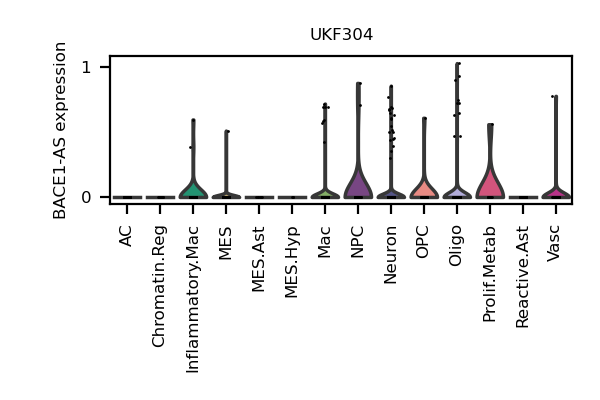 UKF304
BACE1-AS expression
1
0
AC
Chromatin.Reg
Inflammatory.Mac
MES
MES.Ast
MES.Hyp
Mac
NPC
Neuron
OPC
Oligo
Prolif.Metab
Reactive.Ast
Vasc